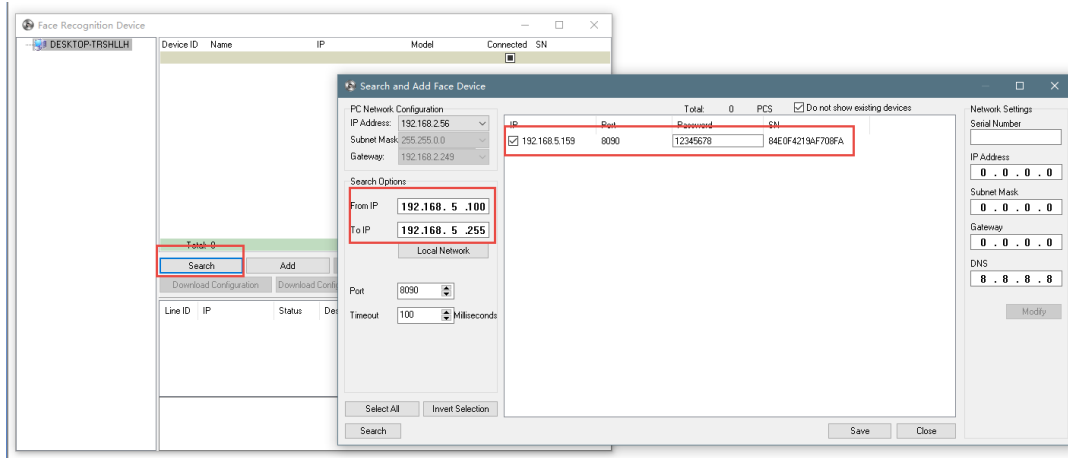 Face Recognition Device
DESKTOP-TRSHLLH
Device ID Name IP Model Connected SN
Total: 0
Search Add
Download Configuration
Line ID IP Status
Search and Add Face Device
PC Network Configuration
IP Address: 192.168.2.56
Subnet Mask 255.255.0.0
Gateway: 192.168.2.249
Search Options
From IP 192.168. 5 .100
To IP 192.168. 5 .255
Local Network
Port 8090
Timeout 100 Milliseconds
Select All Invert Selection
Search
Total: 0 PCS Do not show existing devices
IP Port Password SN
192.168.5.159 8090 12345678 84E0F4219AF708FA
Save Close
Network Settings
Serial Number
IP Address
0 . 0 . 0 . 0
Subnet Mask
0 . 0 . 0 . 0
Gateway
0 . 0 . 0 . 0
DNS
8 . 8 . 8 . 8
Modify